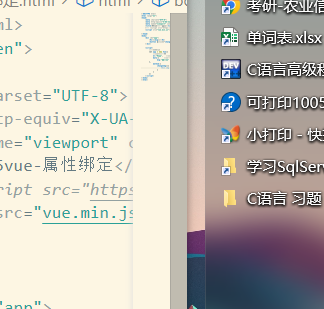 定.html > html > bo
ml>
en">
arset="UTF-8">
tp-equiv="X-UA-
me="viewport" c
5vue-属性绑定</
ript src="https
src="vue.min.js
"app">
考研-农业信
单词表.xlsx
C语言高级程
可打印1005
小打印 - 快
学习SqlServ
C语言 习题